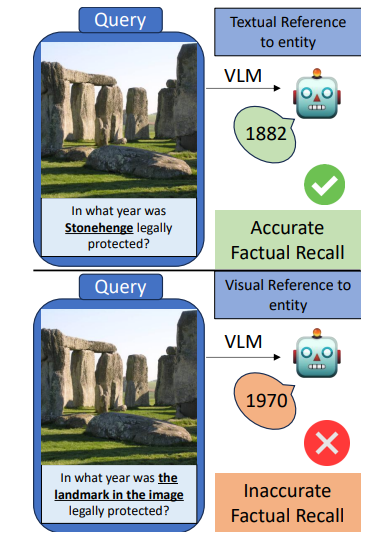 Query
Textual Reference
to entity
VLM
1882
In what year was
Stonehenge legally
protected?
Accurate
Factual Recall
Query
Visual Reference to
entity
VLM
1970
In what year was the
landmark in the image
legally protected?
Inaccurate
Factual Recall